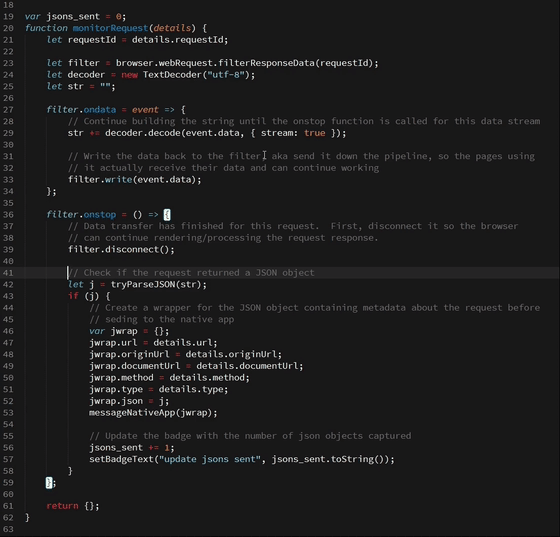 18
19 var jsons_sent = 0;
20 function monitorRequest(details) {
21     let requestId = details.requestId;
22
23     let filter = browser.webRequest.filterResponseData(requestId);
24     let decoder = new TextDecoder("utf-8");
25     let str = "";
26
27     filter.ondata = event => {
28         // Continue building the string until the onstop function is called for this data stream
29         str += decoder.decode(event.data, { stream: true });
30
31         // Write the data back to the filter, aka send it down the pipeline, so the pages using
32         // it actually receive their data and can continue working
33         filter.write(event.data);
34     };
35
36     filter.onstop = () => {
37         // Data transfer has finished for this request.  First, disconnect it so the browser
38         // can continue rendering/processing the request response.
39         filter.disconnect();
40
41         // Check if the request returned a JSON object
42         let j = tryParseJSON(str);
43         if (j) {
44             // Create a wrapper for the JSON object containing metadata about the request before
45             // seding to the native app
46             var jwrap = {};
47             jwrap.url = details.url;
48             jwrap.originUrl = details.originUrl;
49             jwrap.documentUrl = details.documentUrl;
50             jwrap.method = details.method;
51             jwrap.type = details.type;
52             jwrap.json = j;
53             messageNativeApp(jwrap);
54
55             // Update the badge with the number of json objects captured
56             jsons_sent += 1;
57             setBadgeText("update jsons sent", jsons_sent.toString());
58         }
59     };
60
61     return {};
62 }
63